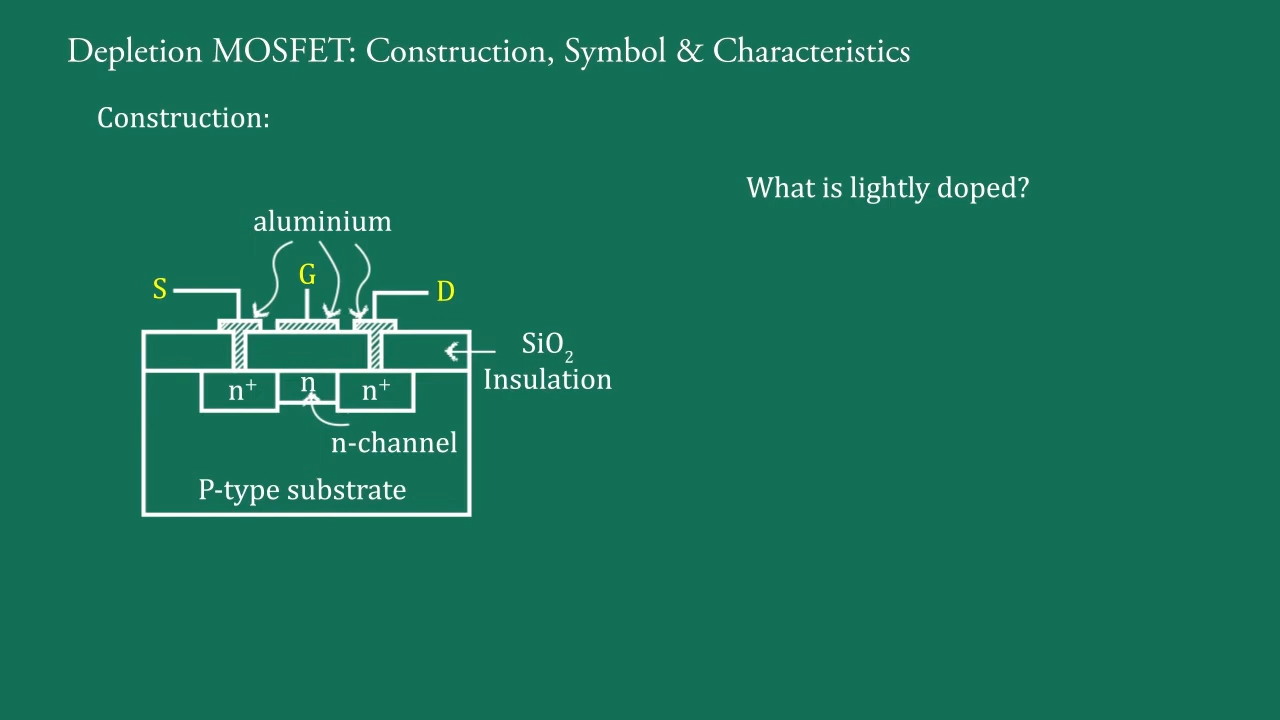 Depletion MOSFET: Construction, Symbol & Characteristics
Construction:
What is lightly doped?
aluminium
S
G
D
SiO₂
Insulation
n⁺
n
n⁺
n-channel
P-type substrate